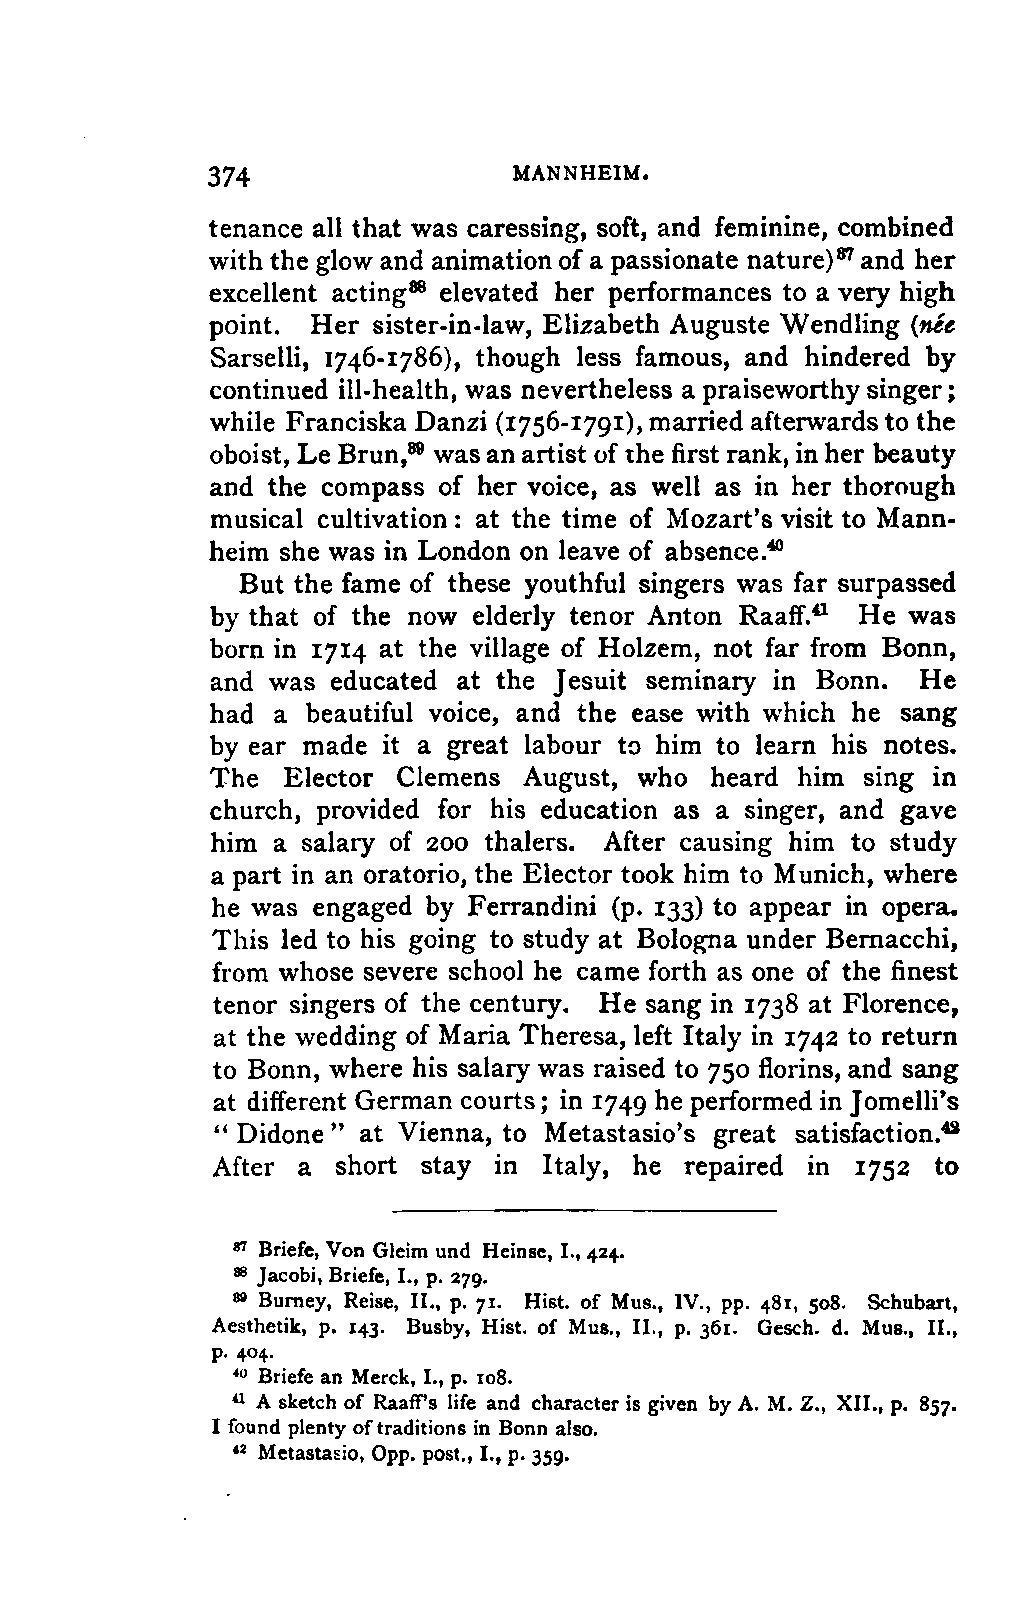 374 MANNHEIM.
tenance all that was caressing, soft, and feminine, combined
with the glow and animation of a passionate nature)³⁷ and her
excellent acting³⁸ elevated her performances to a very high
point. Her sister-in-law, Elizabeth Auguste Wendling (née
Sarselli, 1746-1786), though less famous, and hindered by
continued ill-health, was nevertheless a praiseworthy singer;
while Franciska Danzi (1756-1791), married afterwards to the
oboist, Le Brun,³⁹ was an artist of the first rank, in her beauty
and the compass of her voice, as well as in her thorough
musical cultivation: at the time of Mozart's visit to Mann-
heim she was in London on leave of absence.⁴⁰
But the fame of these youthful singers was far surpassed
by that of the now elderly tenor Anton Raaff.⁴¹ He was
born in 1714 at the village of Holzem, not far from Bonn,
and was educated at the Jesuit seminary in Bonn. He
had a beautiful voice, and the ease with which he sang
by ear made it a great labour to him to learn his notes.
The Elector Clemens August, who heard him sing in
church, provided for his education as a singer, and gave
him a salary of 200 thalers. After causing him to study
a part in an oratorio, the Elector took him to Munich, where
he was engaged by Ferrandini (p. 133) to appear in opera.
This led to his going to study at Bologna under Bernacchi,
from whose severe school he came forth as one of the finest
tenor singers of the century. He sang in 1738 at Florence,
at the wedding of Maria Theresa, left Italy in 1742 to return
to Bonn, where his salary was raised to 750 florins, and sang
at different German courts; in 1749 he performed in Jomelli's
"Didone" at Vienna, to Metastasio's great satisfaction.⁴²
After a short stay in Italy, he repaired in 1752 to
³⁷ Briefe, Von Gleim und Heinse, I., 424.
³⁸ Jacobi, Briefe, I., p. 279.
³⁹ Burney, Reise, II., p. 71. Hist. of Mus., IV., pp. 481, 508. Schubart,
Aesthetik, p. 143. Busby, Hist. of Mus., II., p. 361. Gesch. d. Mus., II.,
p. 404.
⁴⁰ Briefe an Merck, I., p. 108.
⁴¹ A sketch of Raaff's life and character is given by A. M. Z., XII., p. 857.
I found plenty of traditions in Bonn also.
⁴² Metastasio, Opp. post., I., p. 359.